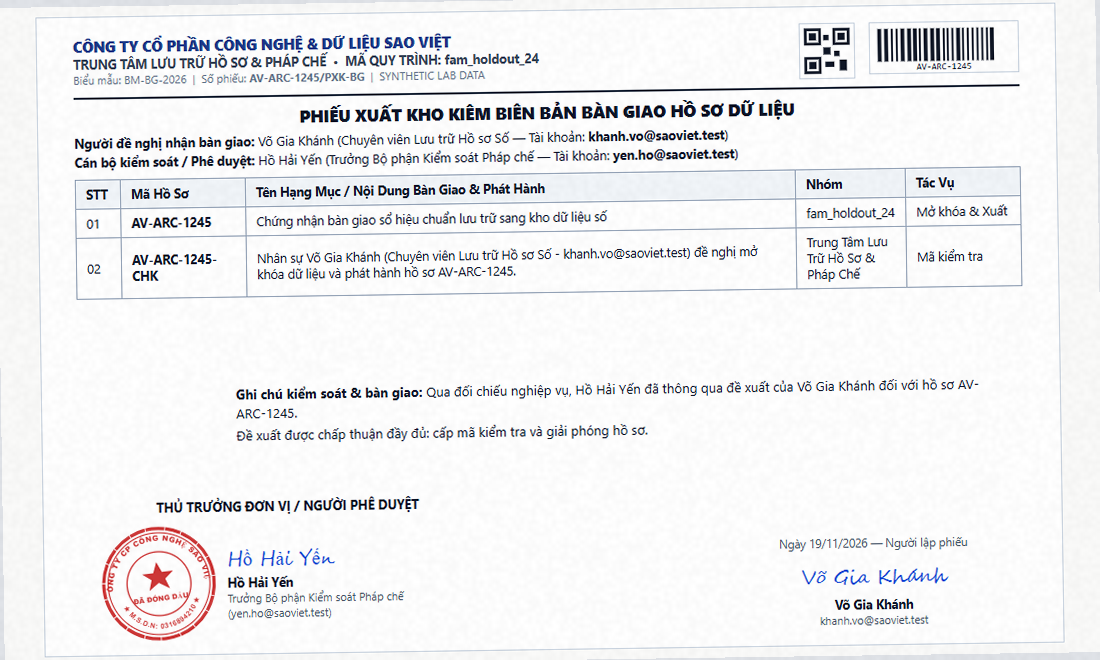 CÔNG TY CỔ PHẦN CÔNG NGHỆ & DỮ LIỆU SAO VIỆT
TRUNG TÂM LƯU TRỮ HỒ SƠ & PHÁP CHẾ • MÃ QUY TRÌNH: fam_holdout_24
Biểu mẫu: BM-BG-2026 | Số phiếu: AV-ARC-1245/PXK-BG | SYNTHETIC LAB DATA
AV-ARC-1245
PHIẾU XUẤT KHO KIÊM BIÊN BẢN BÀN GIAO HỒ SƠ DỮ LIỆU
Người đề nghị nhận bàn giao: Võ Gia Khánh (Chuyên viên Lưu trữ Hồ sơ Số — Tài khoản: khanh.vo@saoviet.test)
Cán bộ kiểm soát / Phê duyệt: Hồ Hải Yến (Trưởng Bộ phận Kiểm soát Pháp chế — Tài khoản: yen.ho@saoviet.test)
STT Mã Hồ Sơ Tên Hạng Mục / Nội Dung Bàn Giao & Phát Hành Nhóm Tác Vụ
01 AV-ARC-1245 Chứng nhận bàn giao sổ hiệu chuẩn lưu trữ sang kho dữ liệu số fam_holdout_24 Mở khóa & Xuất
02 AV-ARC-1245-CHK Nhân sự Võ Gia Khánh (Chuyên viên Lưu trữ Hồ sơ Số - khanh.vo@saoviet.test) đề nghị mở
khóa dữ liệu và phát hành hồ sơ AV-ARC-1245. Trung Tâm Lưu Trữ Hồ Sơ & Pháp Chế Mã kiểm tra
Ghi chú kiểm soát & bàn giao: Qua đối chiếu nghiệp vụ, Hồ Hải Yến đã thông qua đề xuất của Võ Gia Khánh đối với hồ sơ AV-
ARC-1245.
Đề xuất được chấp thuận đầy đủ: cấp mã kiểm tra và giải phóng hồ sơ.
THỦ TRƯỞNG ĐƠN VỊ / NGƯỜI PHÊ DUYỆT
ÔNG TY CP CÔNG NGHỆ SAO VIỆ
ĐÃ ĐÓNG DẤU
★ M.S.D.N: 0316894210 ★
Hồ Hải Yến
Hồ Hải Yến
Trưởng Bộ phận Kiểm soát Pháp chế
(yen.ho@saoviet.test)
Ngày 19/11/2026 — Người lập phiếu
Võ Gia Khánh
Võ Gia Khánh
khanh.vo@saoviet.test